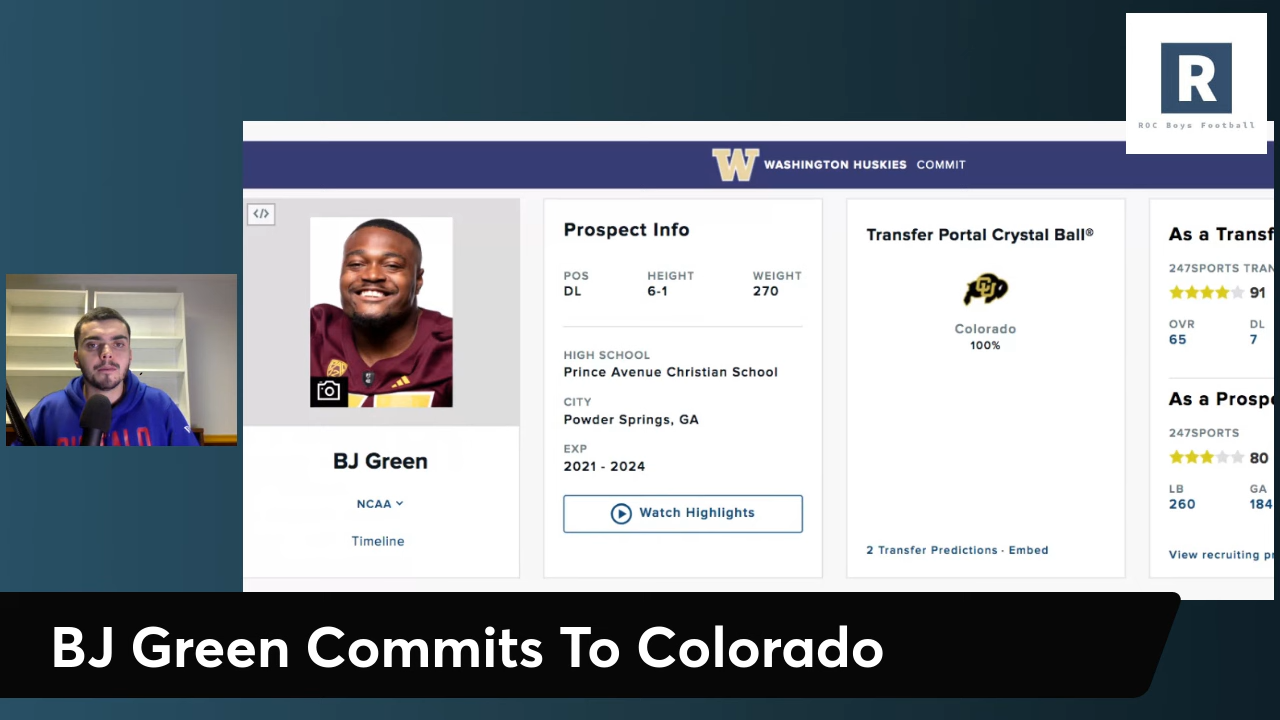 R
ROC Boys Football
W WASHINGTON HUSKIES COMMIT
</>
BJ Green
NCAA
Timeline
Prospect Info
POS HEIGHT WEIGHT
DL 6-1 270
HIGH SCHOOL
Prince Avenue Christian School
CITY
Powder Springs, GA
EXP
2021 - 2024
Watch Highlights
Transfer Portal Crystal Ball®
CU
Colorado
100%
2 Transfer Predictions · Embed
As a Transf
247SPORTS TRAN
91
OVR DL
65 7
As a Prospe
247SPORTS
80
LB GA
260 184
View recruiting pr
BUFFALO
BJ Green Commits To Colorado